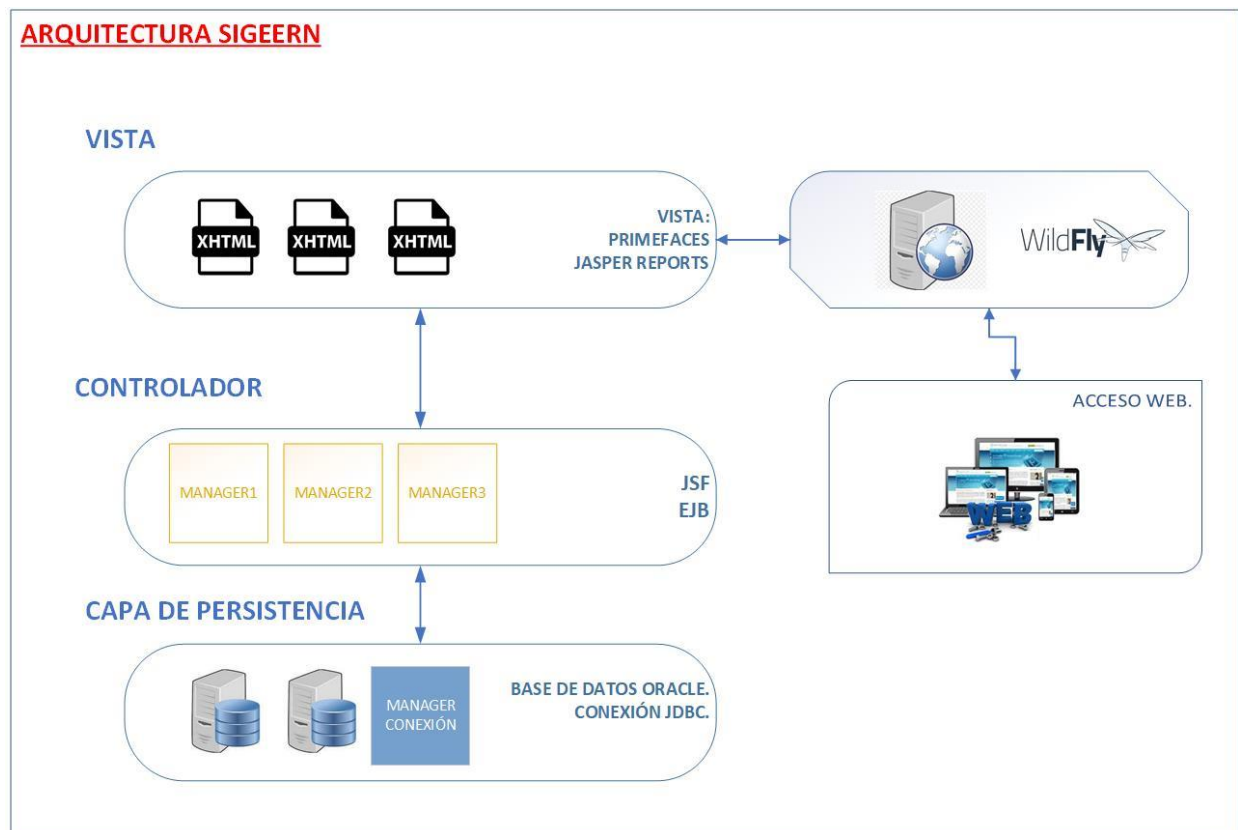 ARQUITECTURA SIGEERN
VISTA
XHTML
XHTML
XHTML
VISTA:
PRIMEFACES
JASPER REPORTS
WildFly
CONTROLADOR
MANAGER1
MANAGER2
MANAGER3
JSF
EJB
ACCESO WEB.
WEB
CAPA DE PERSISTENCIA
MANAGER
CONEXIÓN
BASE DE DATOS ORACLE.
CONEXIÓN JDBC.